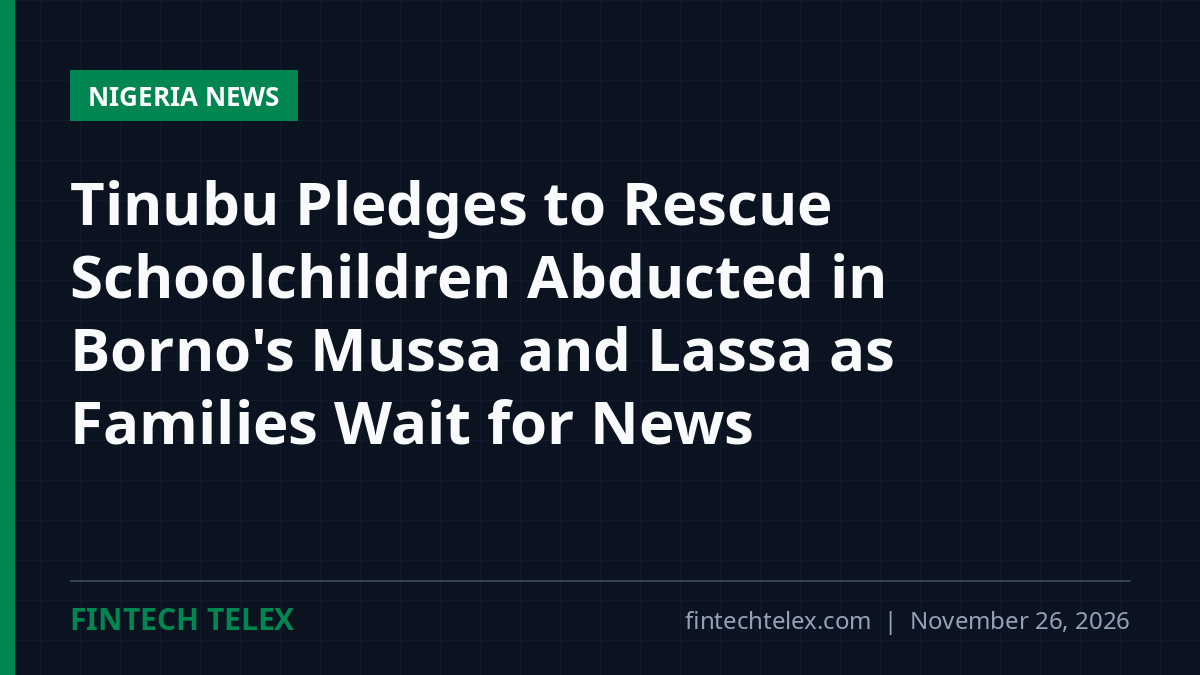 NIGERIA NEWS
Tinubu Pledges to Rescue
Schoolchildren Abducted in
Borno's Mussa and Lassa as
Families Wait for News
FINTECH TELEX
fintechtelex.com | November 26, 2026